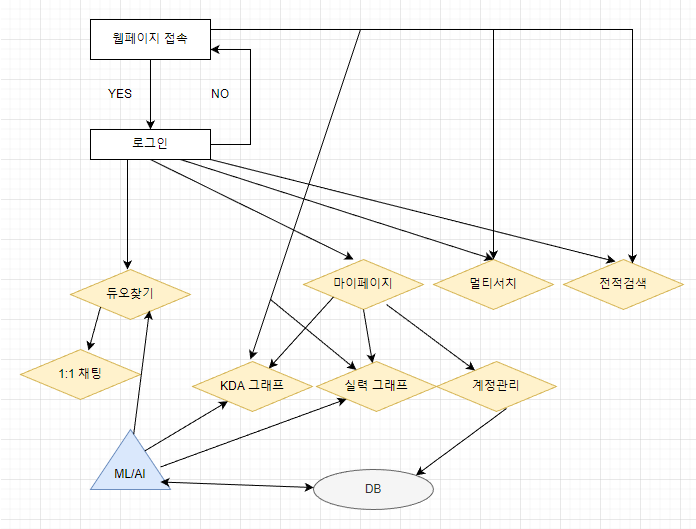 웹페이지 접속
YES
NO
로그인
듀오찾기
마이페이지
멀티서치
전적검색
1:1 채팅
KDA 그래프
실력 그래프
계정관리
ML/AI
DB